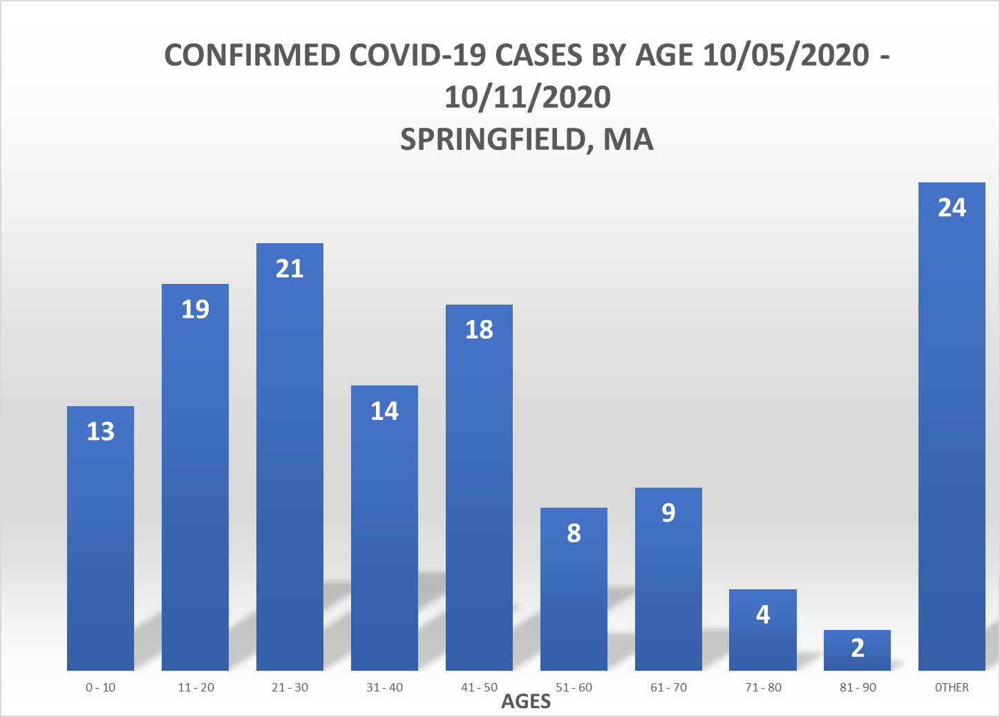 CONFIRMED COVID-19 CASES BY AGE 10/05/2020 -
10/11/2020
SPRINGFIELD, MA
24
21
19
18
14
13
9
8
4
2
0 - 10
11 - 20
21 - 30
31 - 40
41 - 50
51 - 60
61 - 70
71 - 80
81 - 90
0THER
AGES